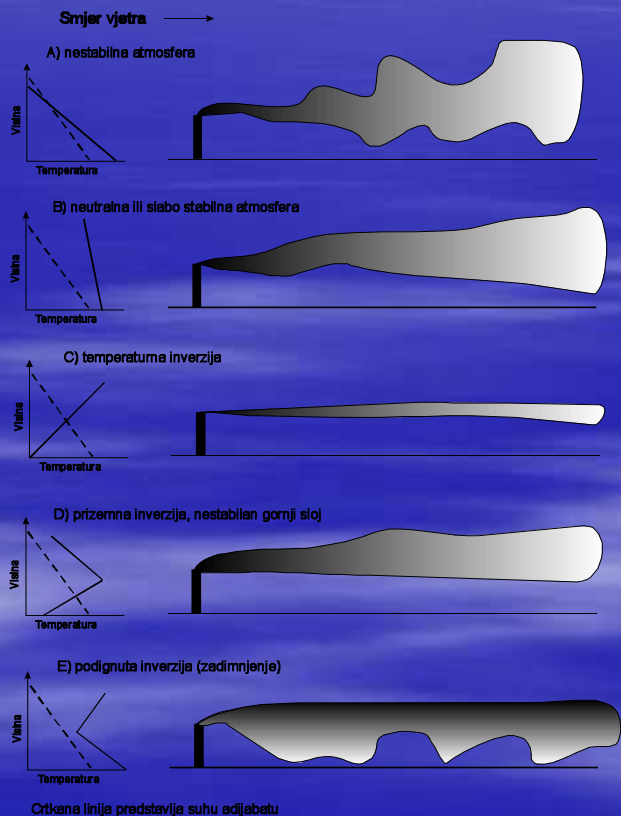 Smjer vjetra
A) nestabilna atmosfera
Visina
Temperatura
B) neutralna ili slabo stabilna atmosfera
Visina
Temperatura
C) temperaturna inverzija
Visina
Temperatura
D) prizemna inverzija, nestabilan gornji sloj
Visina
Temperatura
E) podignuta inverzija (zadimnjenje)
Visina
Temperatura
Crtkana linija predstavlja suhu adijabatu